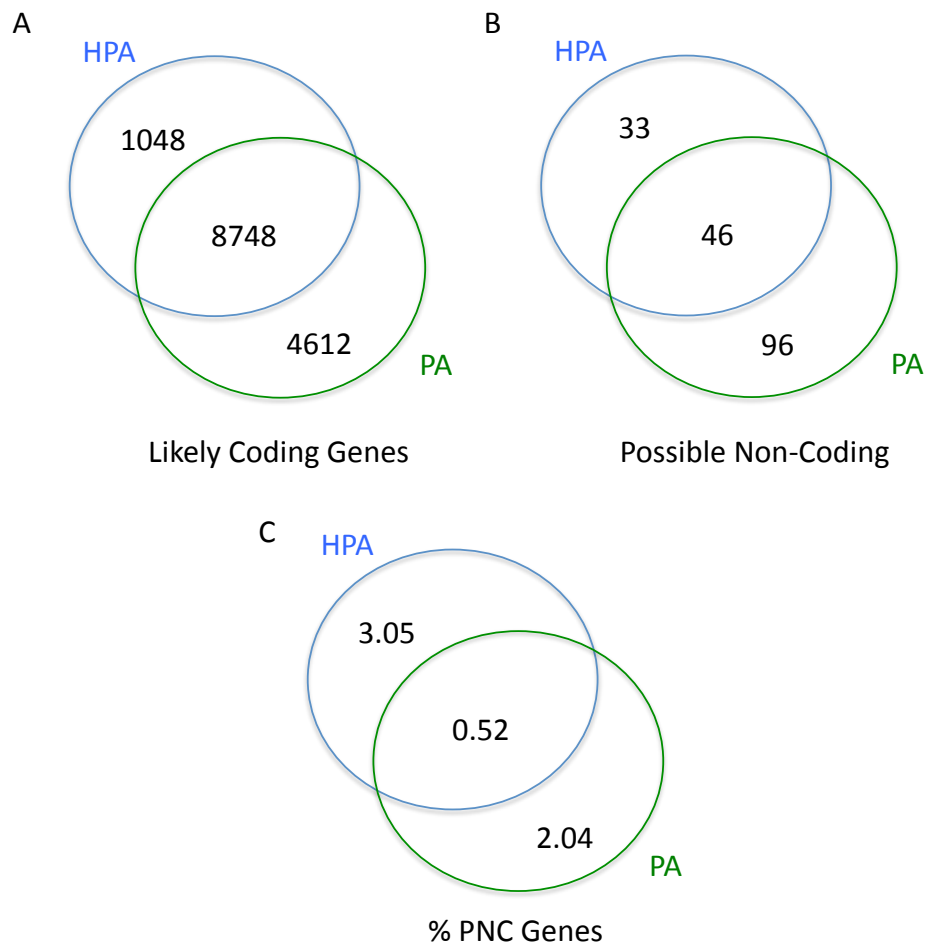 A
HPA
1048
8748
4612
PA
Likely Coding Genes
B
HPA
33
46
96
PA
Possible Non-Coding
C
HPA
3.05
0.52
2.04
PA
% PNC Genes